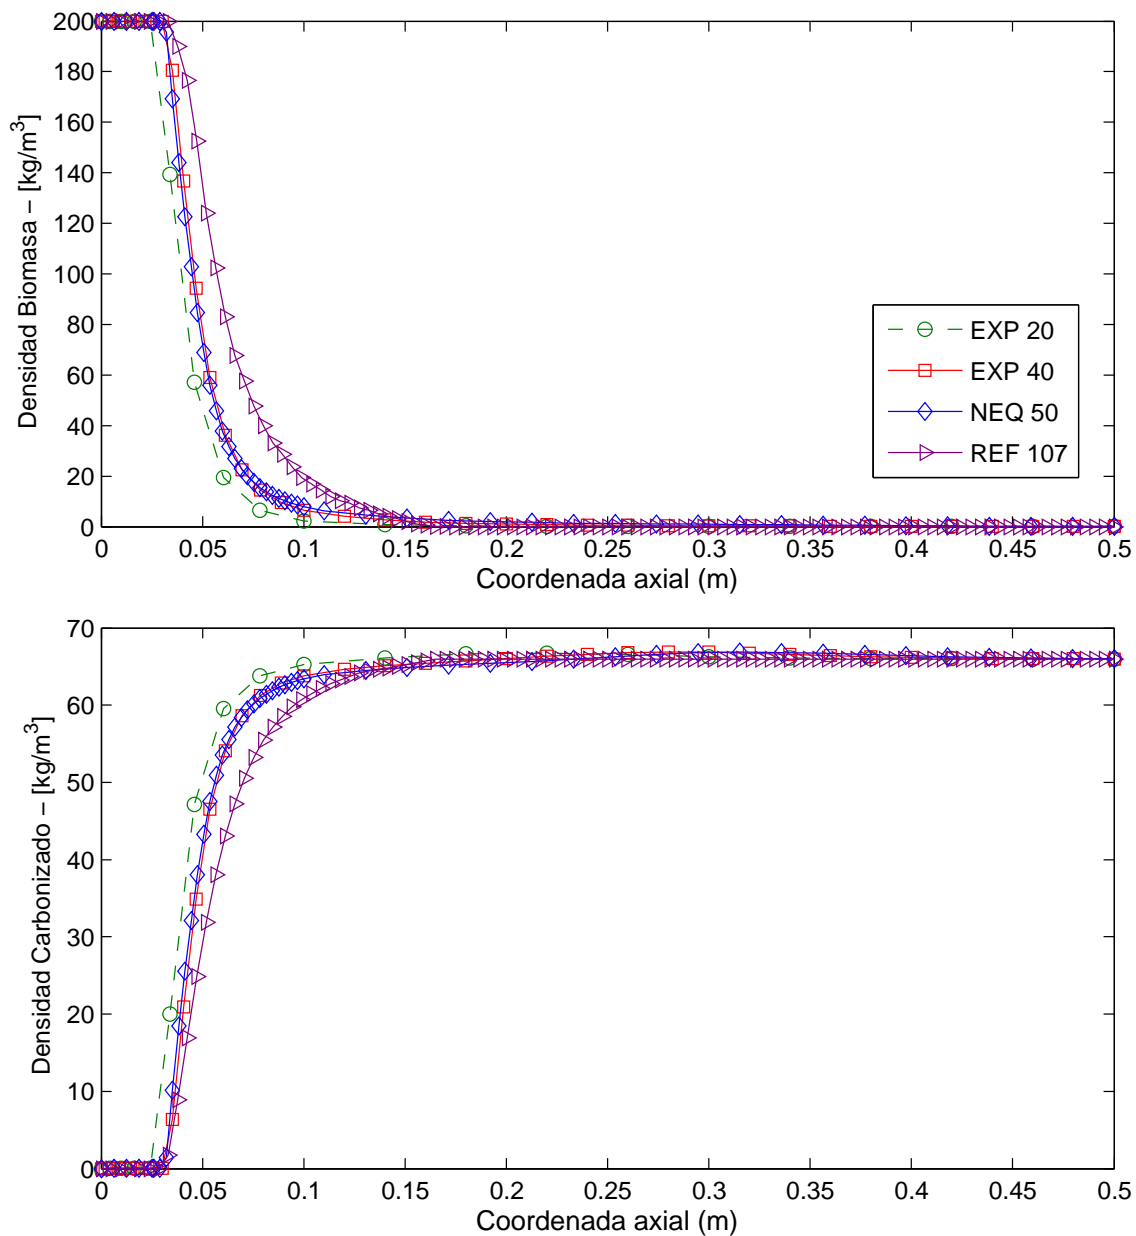 200
180
160
140
120
100
80
60
40
20
0
Densidad Biomasa – [kg/m³]
EXP 20
EXP 40
NEQ 50
REF 107
0 0.05 0.1 0.15 0.2 0.25 0.3 0.35 0.4 0.45 0.5
Coordenada axial (m)
70
60
50
40
30
20
10
0
Densidad Carbonizado – [kg/m³]
0 0.05 0.1 0.15 0.2 0.25 0.3 0.35 0.4 0.45 0.5
Coordenada axial (m)